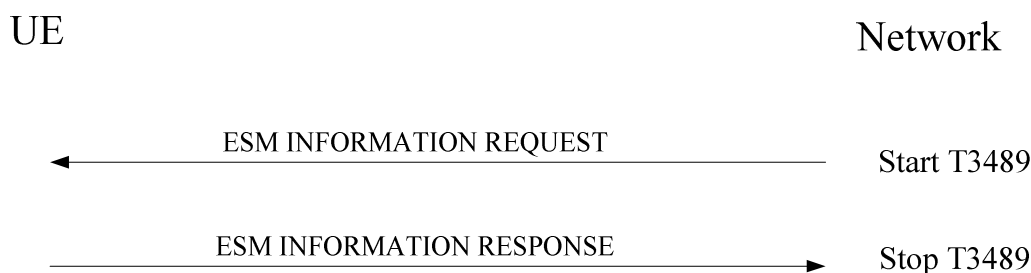 UE
Network
ESM INFORMATION REQUEST
Start T3489
ESM INFORMATION RESPONSE
Stop T3489